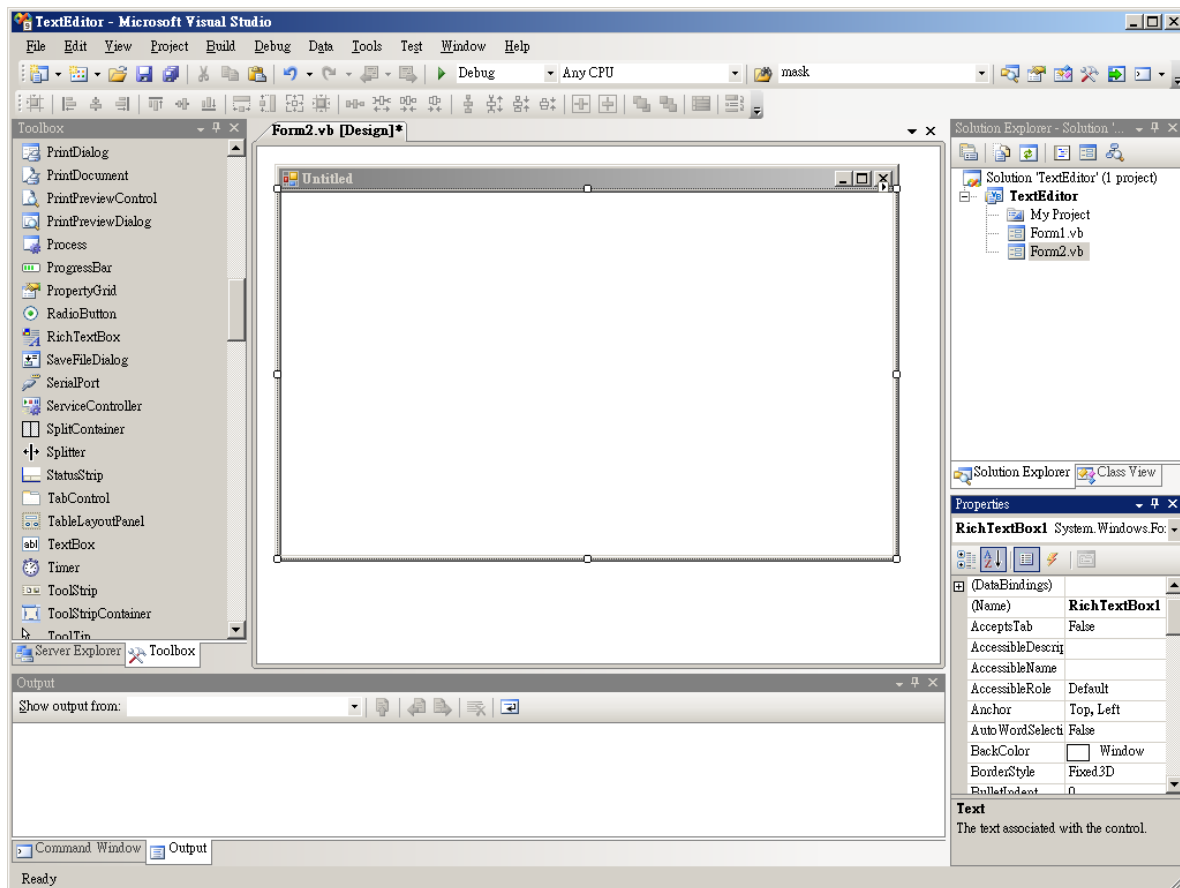 TextEditor - Microsoft Visual Studio
File Edit View Project Build Debug Data Tools Test Window Help
Debug Any CPU mask
Toolbox
PrintDialog
PrintDocument
PrintPreviewControl
PrintPreviewDialog
Process
ProgressBar
PropertyGrid
RadioButton
RichTextBox
SaveFileDialog
SerialPort
ServiceController
SplitContainer
Splitter
StatusStrip
TabControl
TableLayoutPanel
TextBox
Timer
ToolStrip
ToolStripContainer
ToolTip
Server Explorer Toolbox
Form2.vb [Design]*
Untitled
Solution Explorer - Solution '...
Solution 'TextEditor' (1 project)
TextEditor
My Project
Form1.vb
Form2.vb
Solution Explorer Class View
Properties
RichTextBox1 System.Windows.Fo:
(DataBindings)
(Name) RichTextBox1
AcceptsTab False
AccessibleDescrip
AccessibleName
AccessibleRole Default
Anchor Top, Left
AutoWordSelecti False
BackColor Window
BorderStyle Fixed3D
BulletIndent 0
Text
The text associated with the control.
Output
Show output from:
Command Window Output
Ready